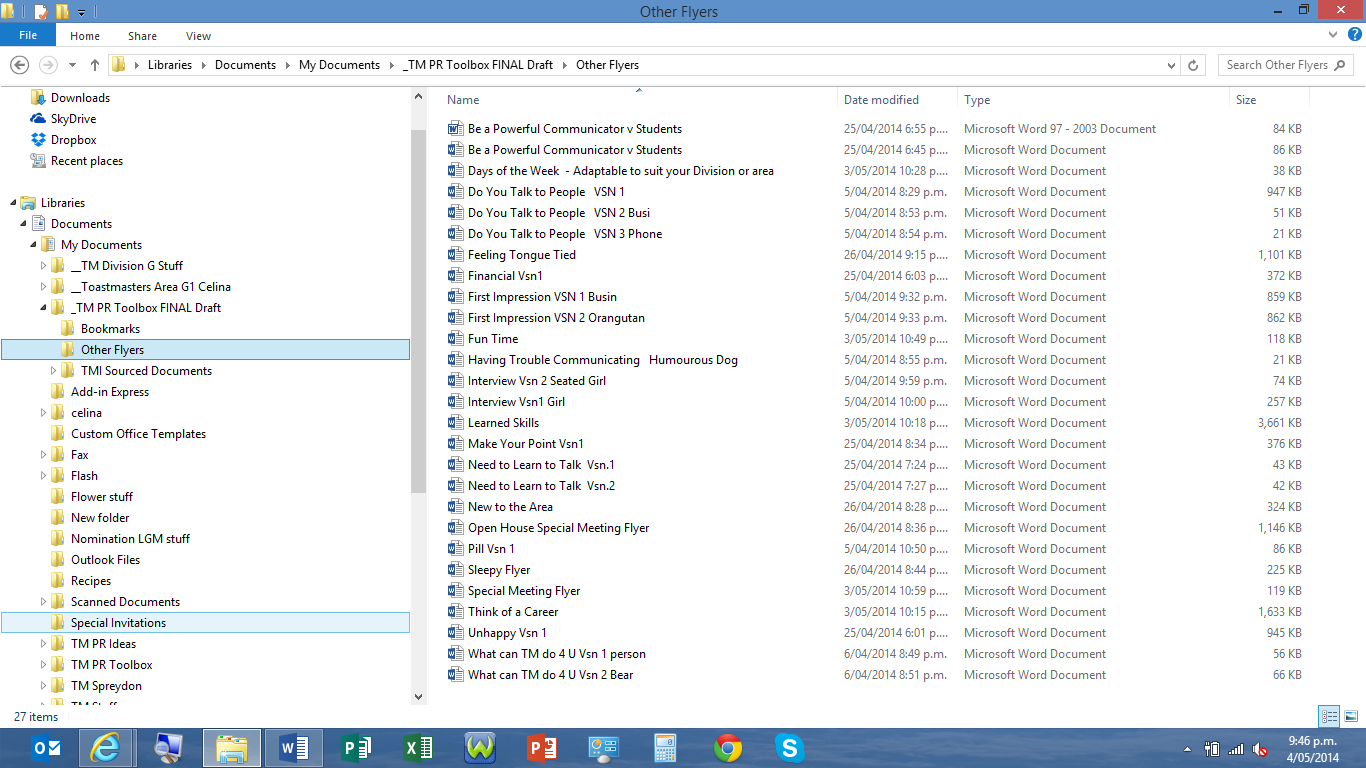 Other Flyers
File Home Share View
Libraries Documents My Documents _TM PR Toolbox FINAL Draft Other Flyers
Search Other Flyers
Downloads
SkyDrive
Dropbox
Recent places
Libraries
Documents
My Documents
__TM Division G Stuff
__Toastmasters Area G1 Celina
_TM PR Toolbox FINAL Draft
Bookmarks
Other Flyers
TMI Sourced Documents
Add-in Express
celina
Custom Office Templates
Fax
Flash
Flower stuff
New folder
Nomination LGM stuff
Outlook Files
Recipes
Scanned Documents
Special Invitations
TM PR Ideas
TM PR Toolbox
TM Spreydon
Name Date modified Type Size
Be a Powerful Communicator v Students 25/04/2014 6:55 p.... Microsoft Word 97 - 2003 Document 84 KB
Be a Powerful Communicator v Students 25/04/2014 6:45 p.... Microsoft Word Document 86 KB
Days of the Week - Adaptable to suit your Division or area 3/05/2014 10:28 p.... Microsoft Word Document 38 KB
Do You Talk to People VSN 1 5/04/2014 8:29 p.m. Microsoft Word Document 947 KB
Do You Talk to People VSN 2 Busi 5/04/2014 8:53 p.m. Microsoft Word Document 51 KB
Do You Talk to People VSN 3 Phone 5/04/2014 8:54 p.m. Microsoft Word Document 21 KB
Feeling Tongue Tied 26/04/2014 9:15 p.... Microsoft Word Document 1,101 KB
Financial Vsn1 25/04/2014 6:03 p.... Microsoft Word Document 372 KB
First Impression VSN 1 Busin 5/04/2014 9:32 p.m. Microsoft Word Document 859 KB
First Impression VSN 2 Orangutan 5/04/2014 9:33 p.m. Microsoft Word Document 862 KB
Fun Time 3/05/2014 10:49 p.... Microsoft Word Document 118 KB
Having Trouble Communicating Humourous Dog 5/04/2014 8:55 p.m. Microsoft Word Document 21 KB
Interview Vsn 2 Seated Girl 5/04/2014 9:59 p.m. Microsoft Word Document 74 KB
Interview Vsn1 Girl 5/04/2014 10:00 p.... Microsoft Word Document 257 KB
Learned Skills 3/05/2014 10:18 p.... Microsoft Word Document 3,661 KB
Make Your Point Vsn1 25/04/2014 8:34 p.... Microsoft Word Document 376 KB
Need to Learn to Talk Vsn.1 25/04/2014 7:24 p.... Microsoft Word Document 43 KB
Need to Learn to Talk Vsn.2 25/04/2014 7:27 p.... Microsoft Word Document 42 KB
New to the Area 26/04/2014 8:28 p.... Microsoft Word Document 324 KB
Open House Special Meeting Flyer 26/04/2014 8:36 p.... Microsoft Word Document 1,146 KB
Pill Vsn 1 5/04/2014 10:50 p.... Microsoft Word Document 86 KB
Sleepy Flyer 26/04/2014 8:44 p.... Microsoft Word Document 225 KB
Special Meeting Flyer 3/05/2014 10:59 p.... Microsoft Word Document 119 KB
Think of a Career 3/05/2014 10:15 p.... Microsoft Word Document 1,633 KB
Unhappy Vsn 1 25/04/2014 6:01 p.... Microsoft Word Document 945 KB
What can TM do 4 U Vsn 1 person 6/04/2014 8:49 p.m. Microsoft Word Document 56 KB
What can TM do 4 U Vsn 2 Bear 6/04/2014 8:51 p.m. Microsoft Word Document 66 KB
27 items
9:46 p.m.
4/05/2014